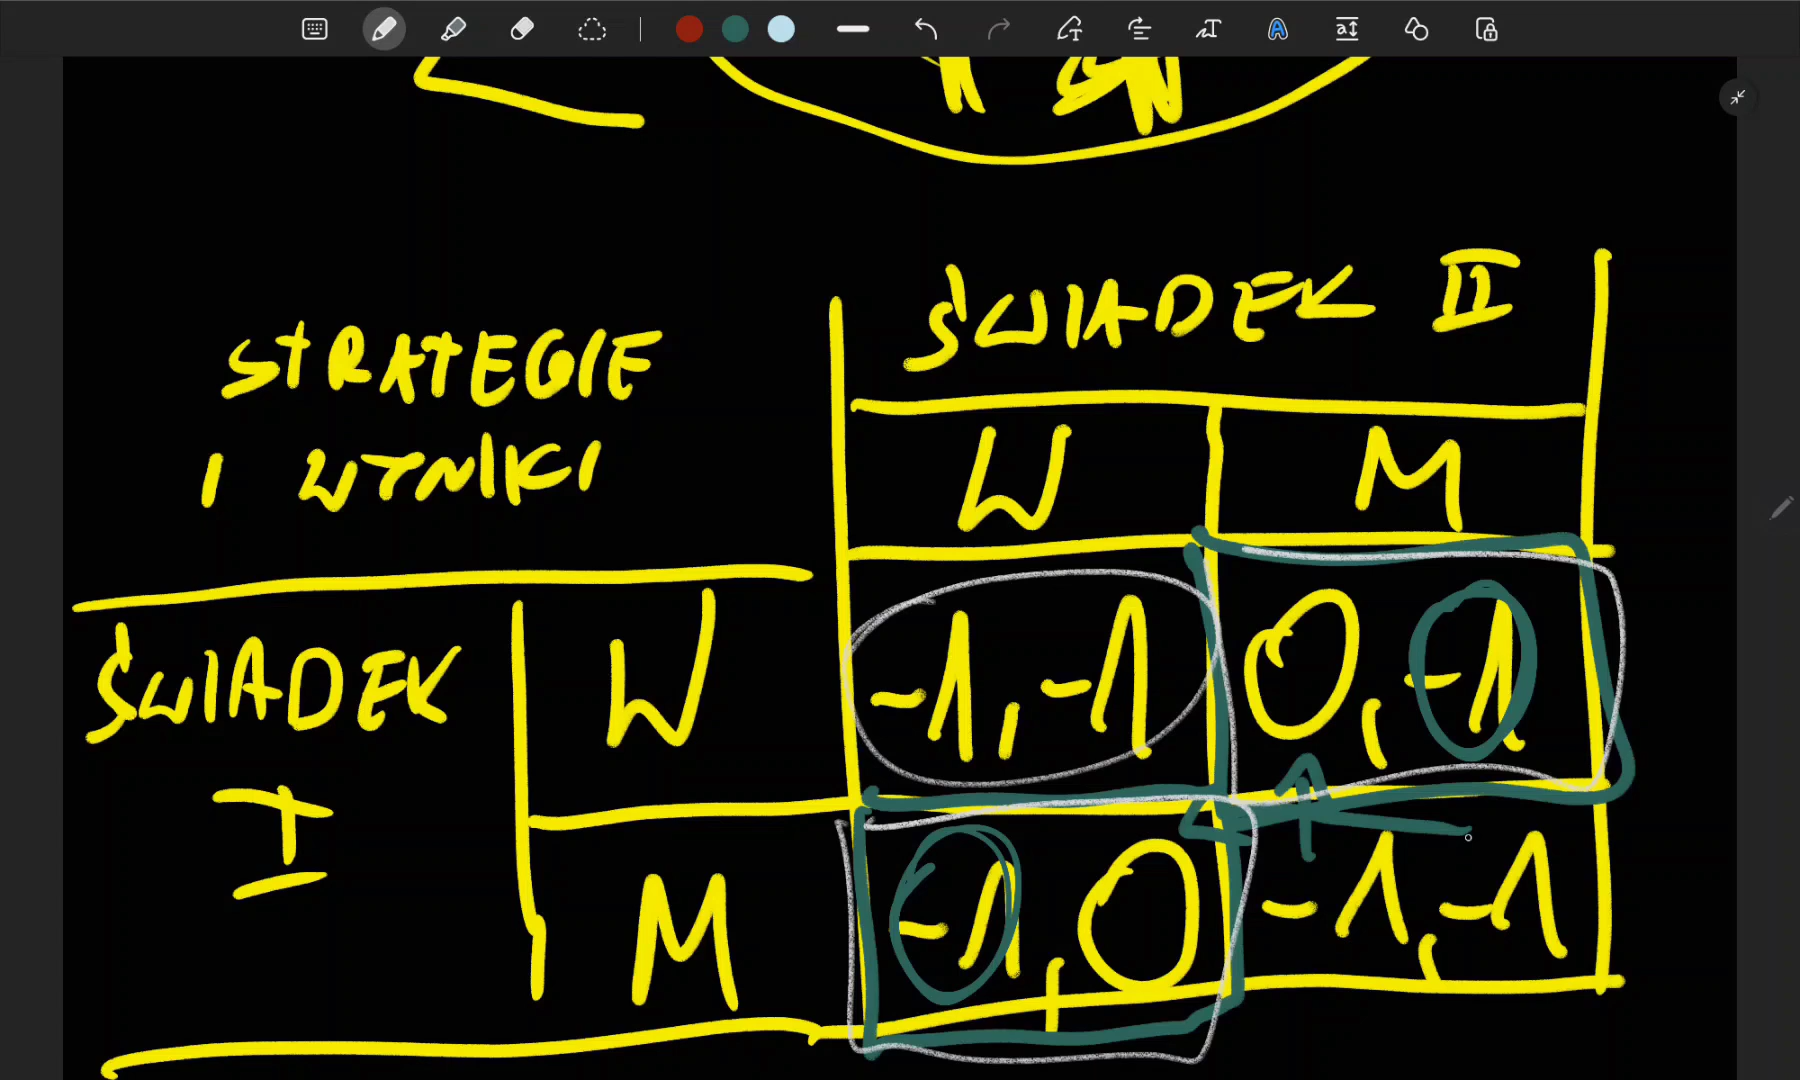 ŚWIADEK II
STRATEGIE
I WYNIKI
W M
ŚWIADEK
I
W -1, -1 0, -1
M -1, 0 -1, -1